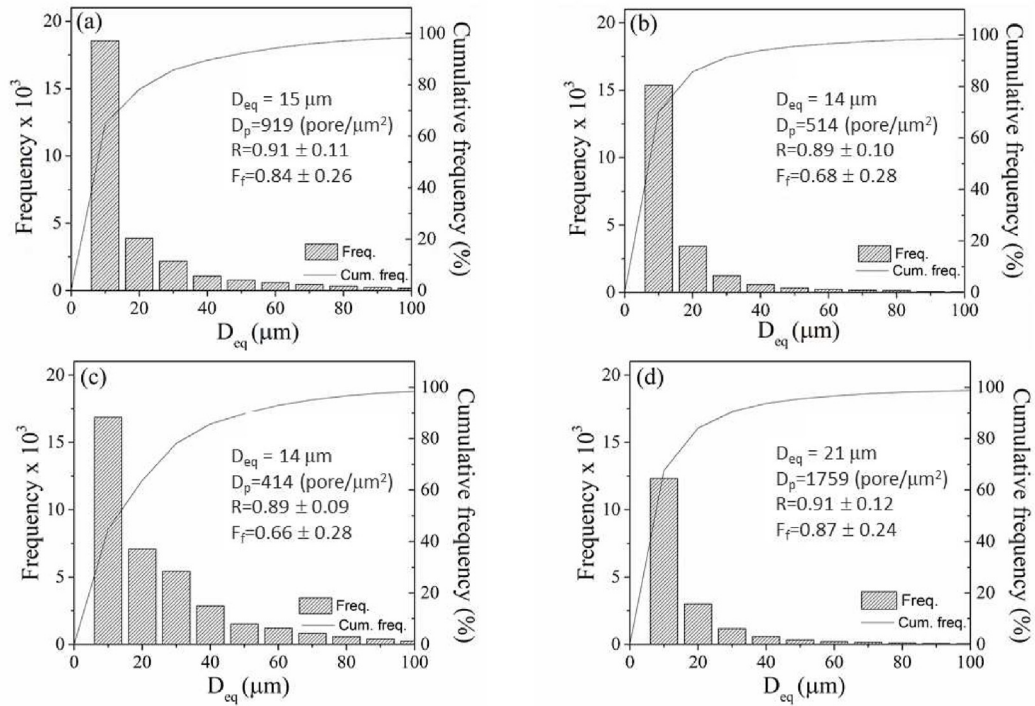 (a)
20
15
10
5
0
Frequency x 10³
100
80
60
40
20
0
Cumulative frequency (%)
D_eq = 15 μm
D_p=919 (pore/μm²)
R=0.91 ± 0.11
F_f=0.84 ± 0.26
Freq.
Cum. freq.
0 20 40 60 80 100
D_eq (μm)
(b)
20
15
10
5
0
Frequency x 10³
100
80
60
40
20
0
Cumulative frequency (%)
D_eq = 14 μm
D_p=514 (pore/μm²)
R=0.89 ± 0.10
F_f=0.68 ± 0.28
Freq.
Cum. freq.
0 20 40 60 80 100
D_eq (μm)
(c)
20
15
10
5
0
Frequency x 10³
100
80
60
40
20
0
Cumulative frequency (%)
D_eq = 14 μm
D_p=414 (pore/μm²)
R=0.89 ± 0.09
F_f=0.66 ± 0.28
Freq.
Cum. freq.
0 20 40 60 80 100
D_eq (μm)
(d)
20
15
10
5
0
Frequency x 10³
100
80
60
40
20
0
Cumulative frequency (%)
D_eq = 21 μm
D_p=1759 (pore/μm²)
R=0.91 ± 0.12
F_f=0.87 ± 0.24
Freq.
Cum. freq.
0 20 40 60 80 100
D_eq (μm)